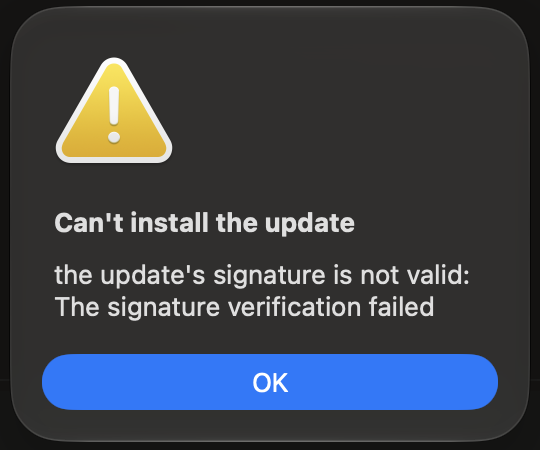 Can't install the update
the update's signature is not valid:
The signature verification failed
OK